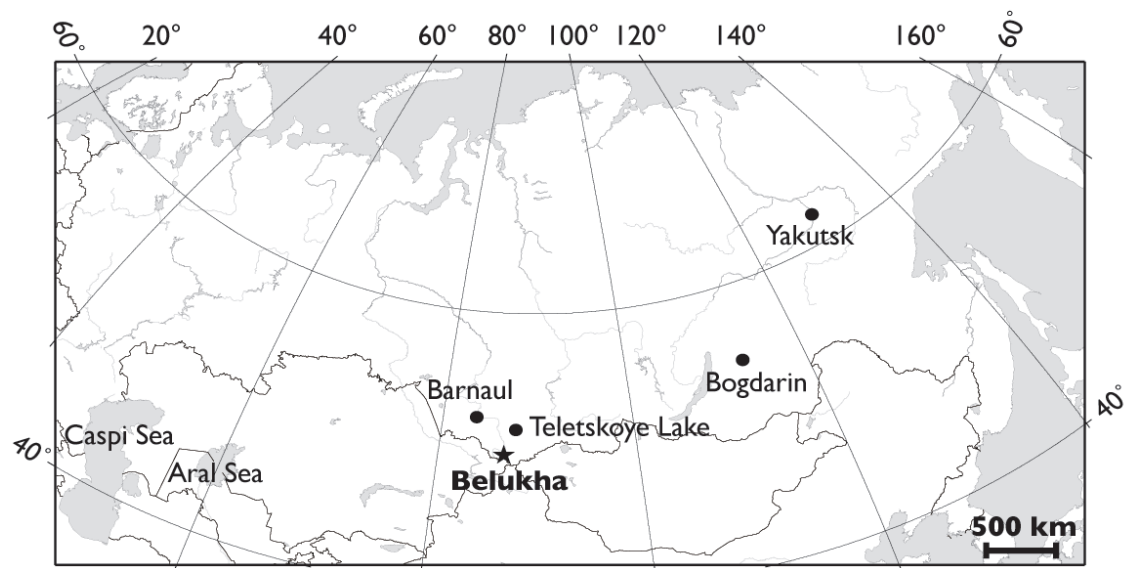 60° 20° 40° 60° 80° 100° 120° 140° 160° 60°
Yakutsk
Bogdarin
Barnaul
40°
Teletskoye Lake
Caspi Sea
40°
Aral Sea
Belukha
500 km